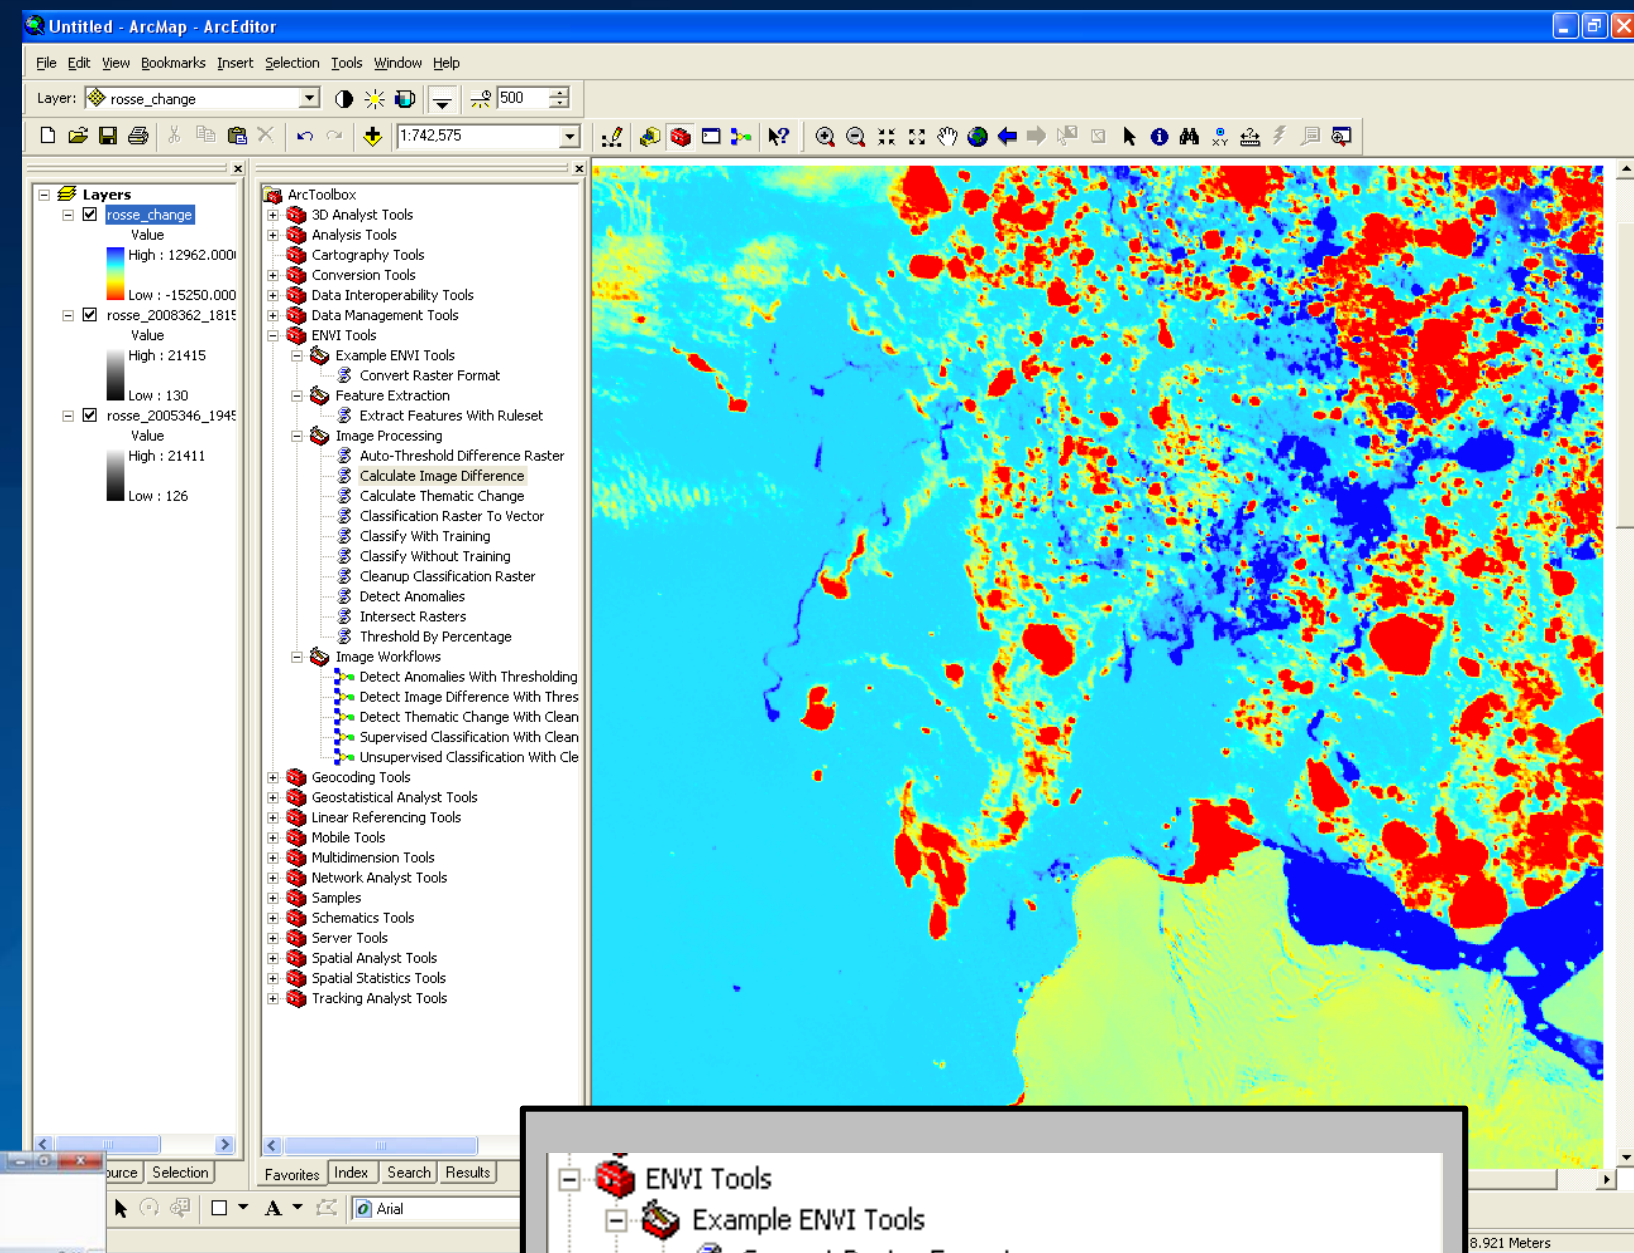 Untitled - ArcMap - ArcEditor
File Edit View Bookmarks Insert Selection Tools Window Help
Layer: rosse_change 500
1:742,575
Layers
rosse_change
Value
High : 12962.000
Low : -15250.000
rosse_2008362_1815
Value
High : 21415
Low : 130
rosse_2005346_1945
Value
High : 21411
Low : 126
ArcToolbox
3D Analyst Tools
Analysis Tools
Cartography Tools
Conversion Tools
Data Interoperability Tools
Data Management Tools
ENVI Tools
Example ENVI Tools
Convert Raster Format
Feature Extraction
Extract Features With Ruleset
Image Processing
Auto-Threshold Difference Raster
Calculate Image Difference
Calculate Thematic Change
Classification Raster To Vector
Classify With Training
Classify Without Training
Cleanup Classification Raster
Detect Anomalies
Intersect Rasters
Threshold By Percentage
Image Workflows
Detect Anomalies With Thresholding
Detect Image Difference With Thres
Detect Thematic Change With Clean
Supervised Classification With Clean
Unsupervised Classification With Cle
Geocoding Tools
Geostatistical Analyst Tools
Linear Referencing Tools
Mobile Tools
Multidimension Tools
Network Analyst Tools
Samples
Schematics Tools
Server Tools
Spatial Analyst Tools
Spatial Statistics Tools
Tracking Analyst Tools
urce Selection
Favorites Index Search Results
A Arial
ENVI Tools
Example ENVI Tools
8.921 Meters